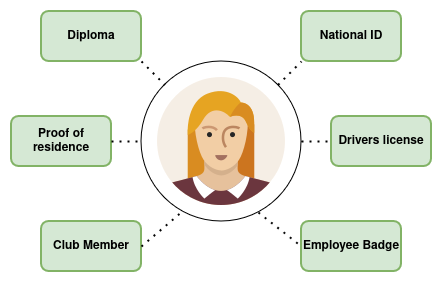 Diploma
National ID
Proof of
residence
Drivers license
Club Member
Employee Badge